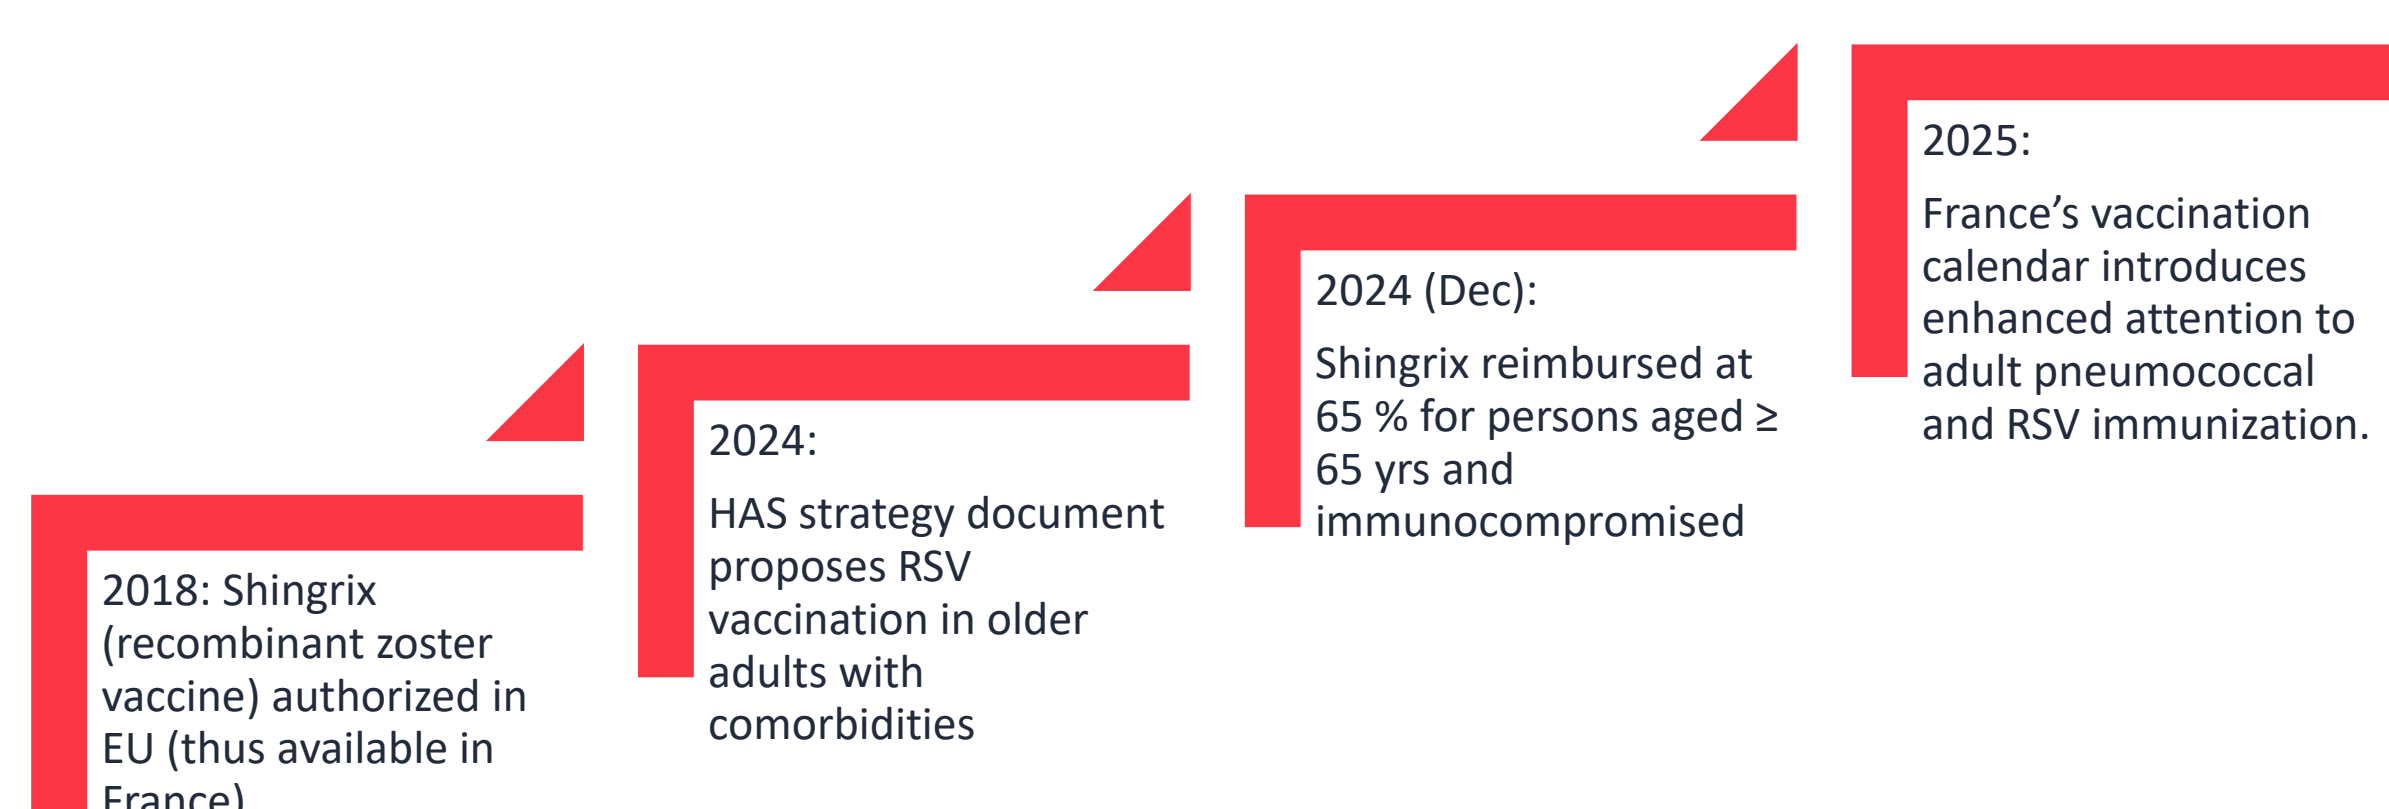 2018: Shingrix
(recombinant zoster
vaccine) authorized in
EU (thus available in
France)
2024:
HAS strategy document
proposes RSV
vaccination in older
adults with
comorbidities
2024 (Dec):
Shingrix reimbursed at
65 % for persons aged ≥
65 yrs and
immunocompromised
2025:
France’s vaccination
calendar introduces
enhanced attention to
adult pneumococcal
and RSV immunization.